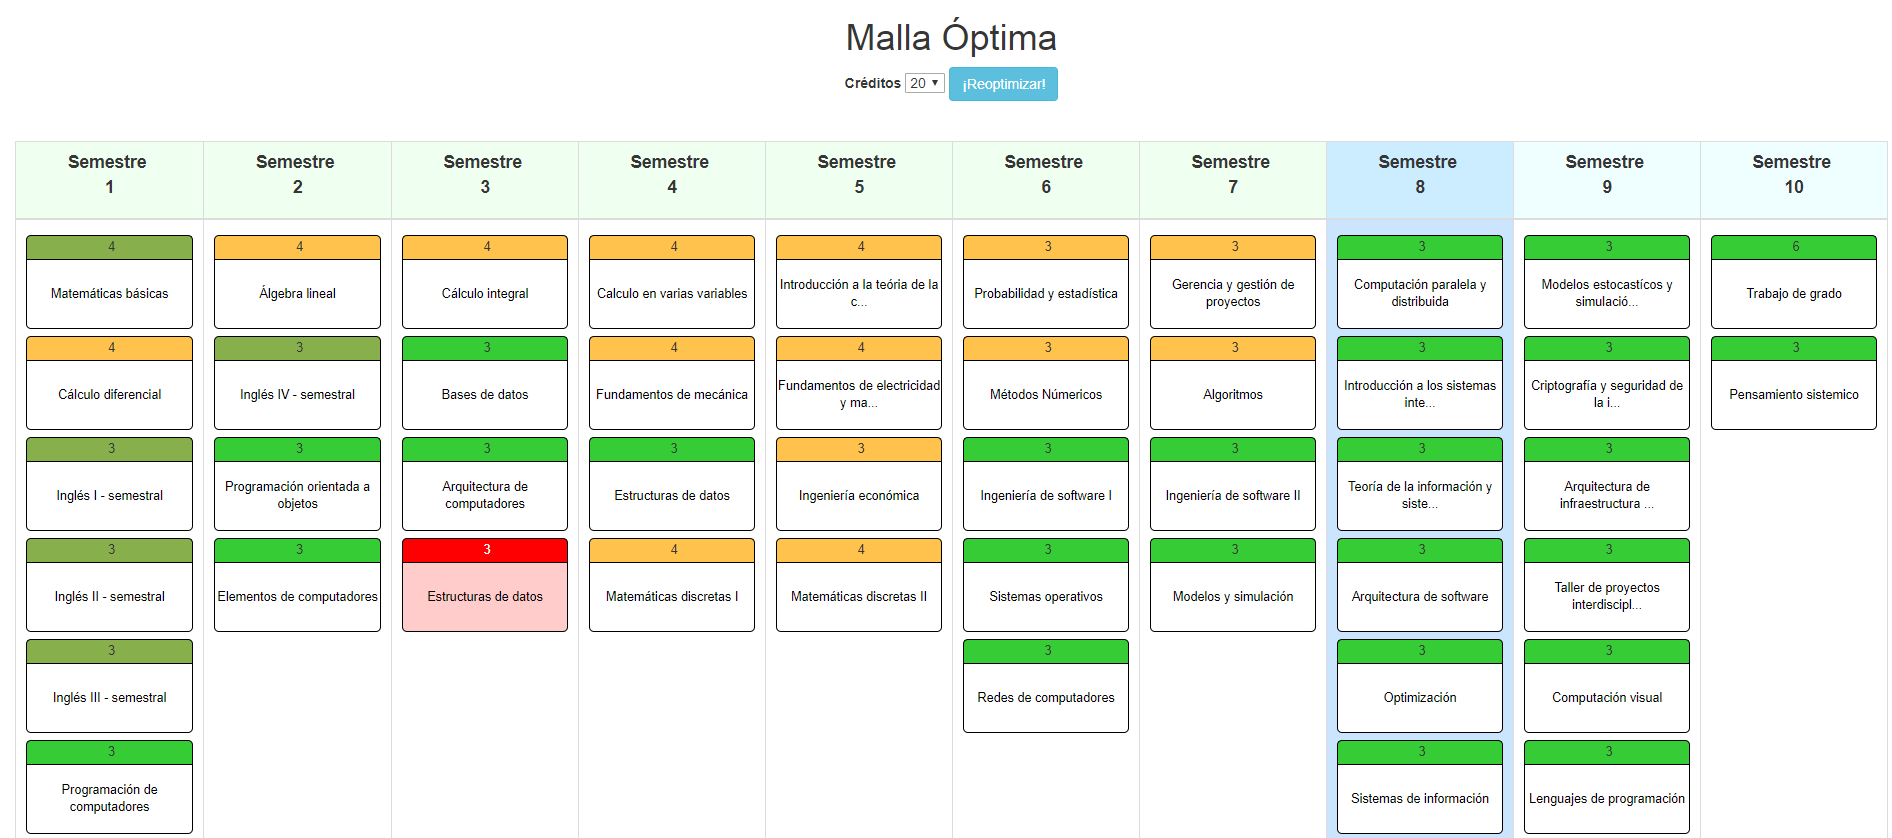 Malla Óptima
Créditos 20 ¡Reoptimizar!
Semestre
1
Semestre
2
Semestre
3
Semestre
4
Semestre
5
Semestre
6
Semestre
7
Semestre
8
Semestre
9
Semestre
10
4
Matemáticas básicas
4
Cálculo diferencial
3
Inglés I - semestral
3
Inglés II - semestral
3
Inglés III - semestral
3
Programación de
computadores
4
Álgebra lineal
3
Inglés IV - semestral
3
Programación orientada a
objetos
3
Elementos de computadores
4
Cálculo integral
3
Bases de datos
3
Arquitectura de
computadores
3
Estructuras de datos
4
Calculo en varias variables
4
Fundamentos de mecánica
3
Estructuras de datos
4
Matemáticas discretas I
4
Introducción a la teória de la
c...
4
Fundamentos de electricidad
y ma...
3
Ingeniería económica
4
Matemáticas discretas II
3
Probabilidad y estadística
3
Métodos Númericos
3
Ingeniería de software I
3
Sistemas operativos
3
Redes de computadores
3
Gerencia y gestión de
proyectos
3
Algoritmos
3
Ingeniería de software II
3
Modelos y simulación
3
Computación paralela y
distribuida
3
Introducción a los sistemas
inte...
3
Teoría de la información y
siste...
3
Arquitectura de software
3
Optimización
3
Sistemas de información
3
Modelos estocastícos y
simulació...
3
Criptografía y seguridad de
la i...
3
Arquitectura de
infraestructura ...
3
Taller de proyectos
interdiscipl...
3
Computación visual
3
Lenguajes de programación
6
Trabajo de grado
3
Pensamiento sistemico